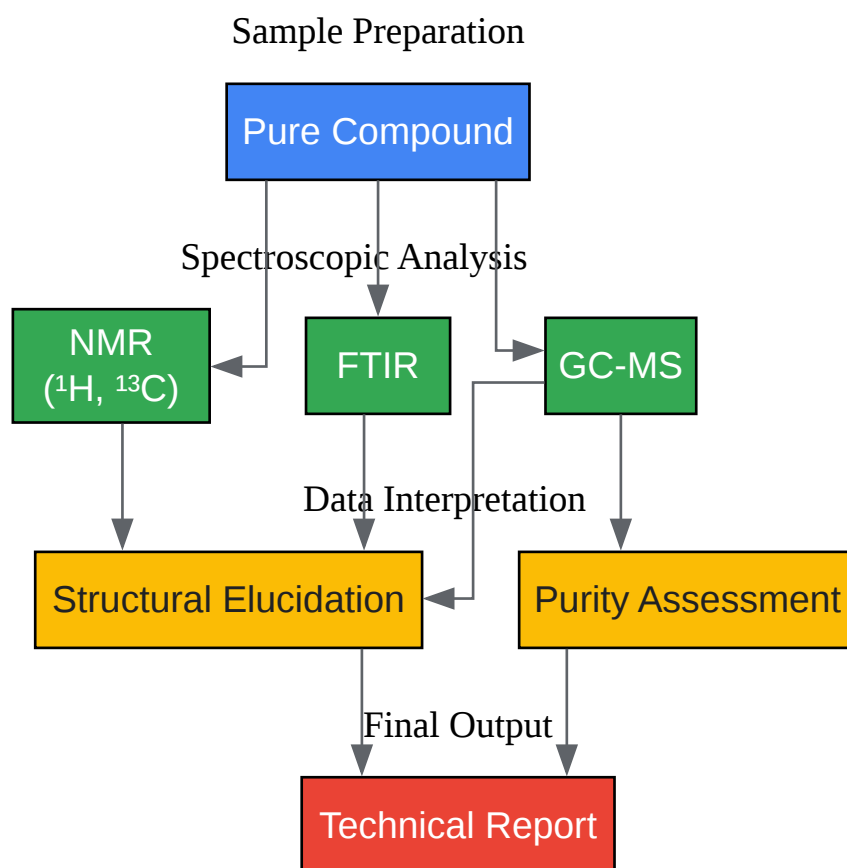 Sample Preparation
Pure Compound
Spectroscopic Analysis
NMR
(¹H, ¹³C)
FTIR
GC-MS
Data Interpretation
Structural Elucidation
Purity Assessment
Final Output
Technical Report